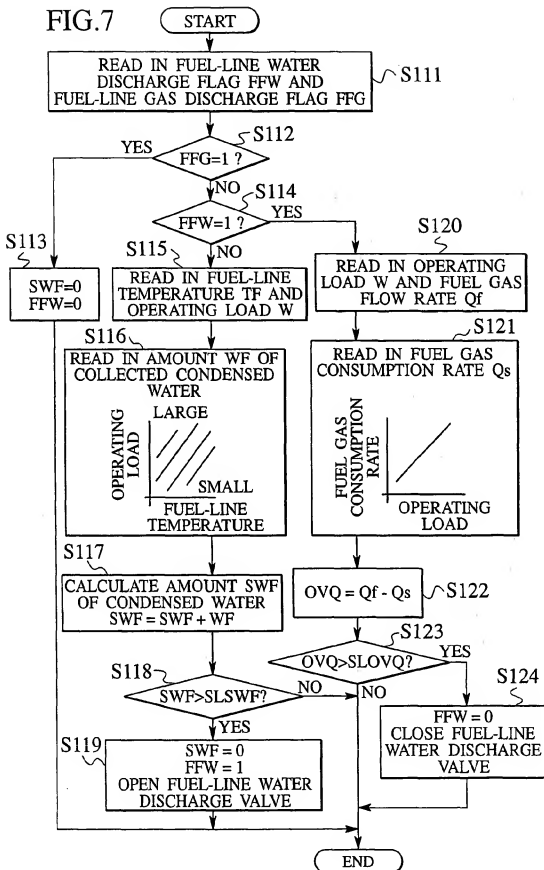 FIG.7
START
READ IN FUEL-LINE WATER
DISCHARGE FLAG FFW AND
FUEL-LINE GAS DISCHARGE FLAG FFG
S111
S112
YES
FFG=1 ?
NO
S114
FFW=1 ?
YES
NO
S113
SWF=0
FFW=0
S115
READ IN FUEL-LINE
TEMPERATURE TF AND
OPERATING LOAD W
S120
READ IN OPERATING
LOAD W AND FUEL GAS
FLOW RATE Qf
S116
READ IN AMOUNT WF OF
COLLECTED CONDENSED
WATER
LARGE
OPERATING
LOAD
SMALL
FUEL-LINE
TEMPERATURE
S121
READ IN FUEL GAS
CONSUMPTION RATE Qs
FUEL GAS
CONSUMPTION
RATE
OPERATING
LOAD
S117
CALCULATE AMOUNT SWF
OF CONDENSED WATER
SWF = SWF + WF
OVQ = Qf - Qs
S122
S123
OVQ>SLOVQ?
YES
NO
S118
SWF>SLSWF?
NO
YES
S124
FFW = 0
CLOSE FUEL-LINE
WATER DISCHARGE
VALVE
S119
SWF = 0
FFW = 1
OPEN FUEL-LINE WATER
DISCHARGE VALVE
END